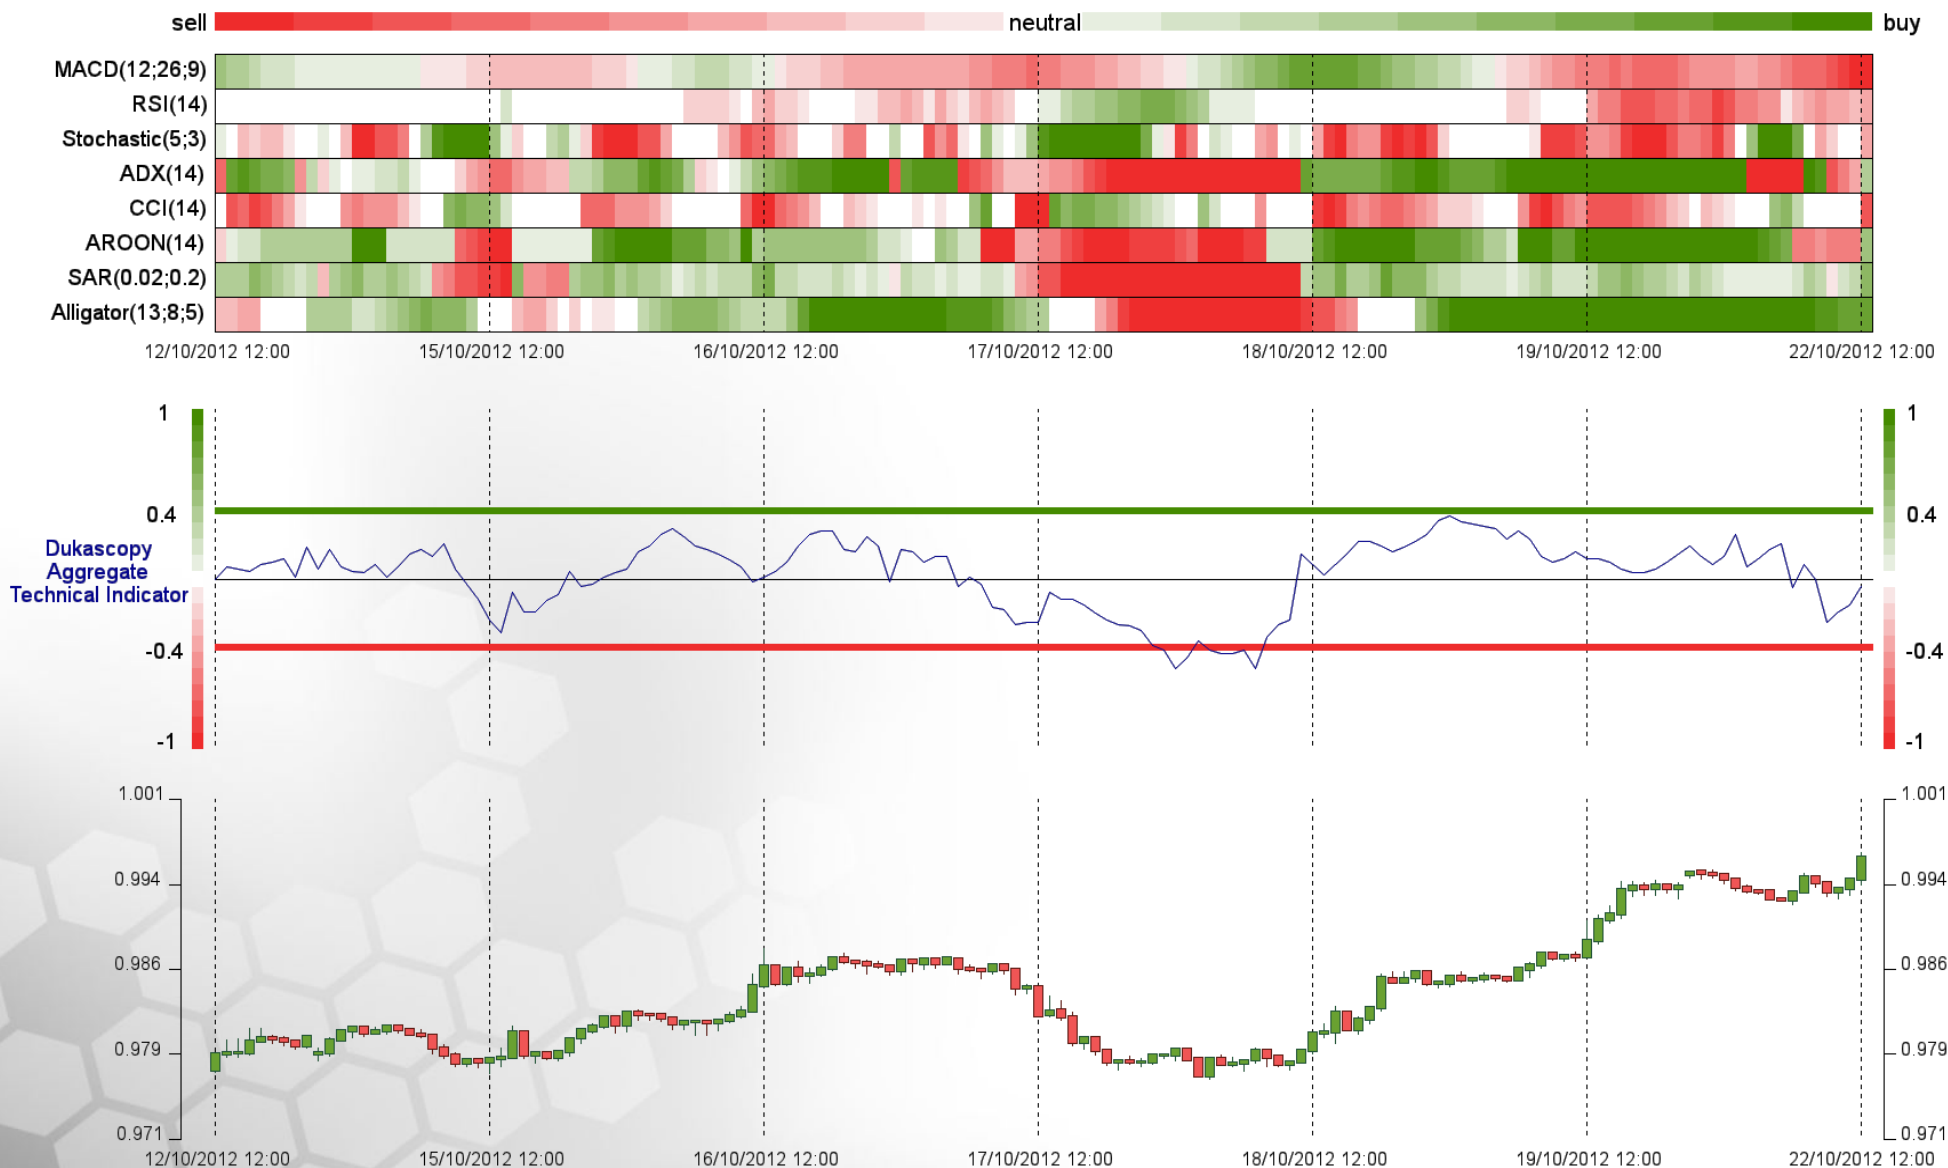 sell neutral buy
MACD(12;26;9)
RSI(14)
Stochastic(5;3)
ADX(14)
CCI(14)
AROON(14)
SAR(0.02;0.2)
Alligator(13;8;5)
12/10/2012 12:00 15/10/2012 12:00 16/10/2012 12:00 17/10/2012 12:00 18/10/2012 12:00 19/10/2012 12:00 22/10/2012 12:00
1 1
0.4 0.4
Dukascopy
Aggregate
Technical Indicator
-0.4 -0.4
-1 -1
1.001 1.001
0.994 0.994
0.986 0.986
0.979 0.979
0.971 0.971
12/10/2012 12:00 15/10/2012 12:00 16/10/2012 12:00 17/10/2012 12:00 18/10/2012 12:00 19/10/2012 12:00 22/10/2012 12:00